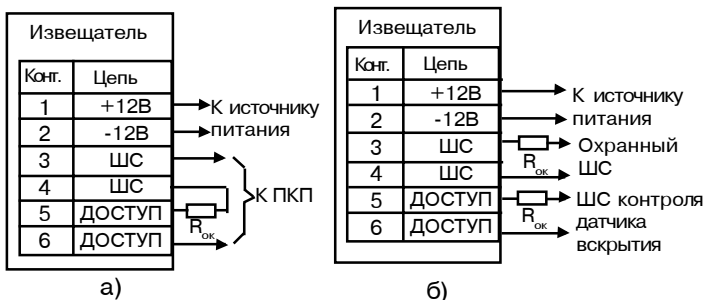 Извещатель
Конт. Цепь
1 +12В К источнику
2 -12В питания
3 ШС
4 ШС К ПКП
5 ДОСТУП Rок
6 ДОСТУП
а)
Извещатель
Конт. Цепь
1 +12В К источнику
2 -12В питания
3 ШС Rок Охранный
4 ШС ШС
5 ДОСТУП Rок ШС контроля
6 ДОСТУП датчика
вскрытия
б)